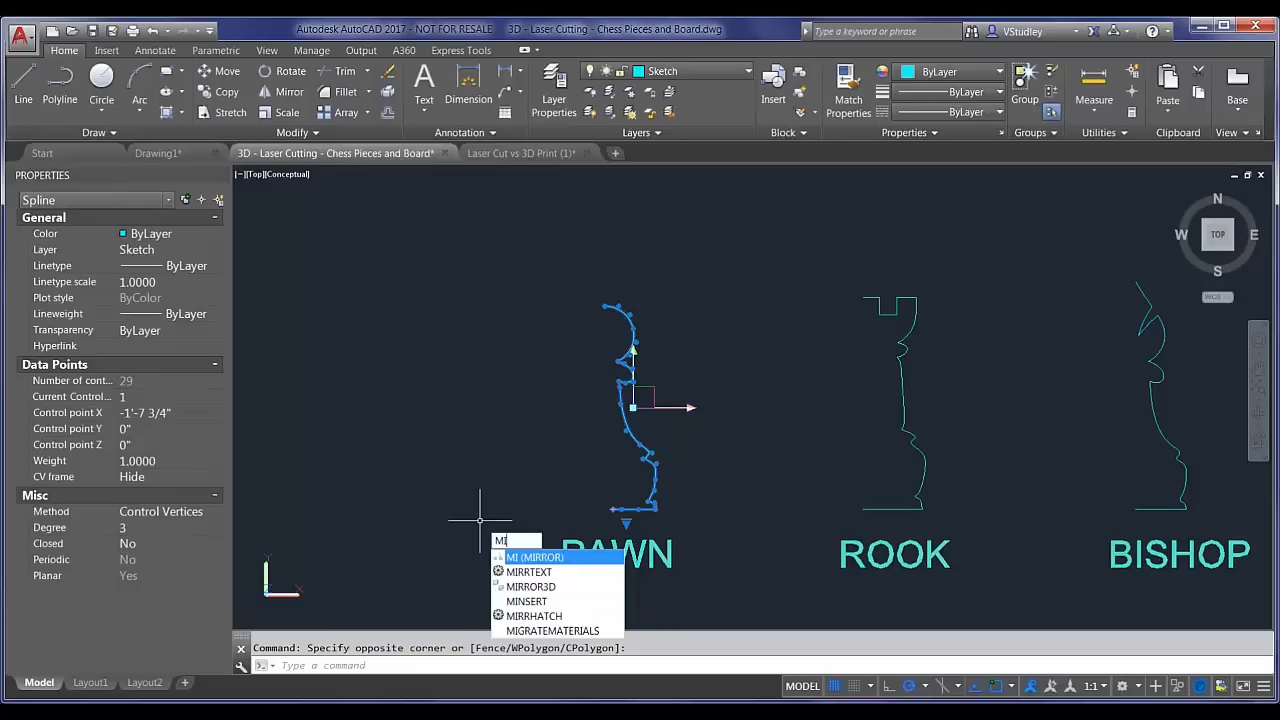 Autodesk AutoCAD 2017 - NOT FOR RESALE 3D - Laser Cutting - Chess Pieces and Board.dwg
Type a keyword or phrase
VStudley
Home Insert Annotate Parametric View Manage Output A360 Express Tools
Line Polyline Circle Arc
Move Rotate Trim
Copy Mirror Fillet
Stretch Scale Array
Text Dimension
Layer Properties
Sketch
Insert
Match Properties
ByLayer
ByLayer
ByLayer
Group
Measure
Paste
Base
Draw Modify Annotation Layers Block Properties Groups Utilities Clipboard View
Start Drawing1* 3D - Laser Cutting - Chess Pieces and Board* Laser Cut vs 3D Print (1)*
PROPERTIES
Spline
General
Color ByLayer
Layer Sketch
Linetype ByLayer
Linetype scale 1.0000
Plot style ByColor
Lineweight ByLayer
Transparency ByLayer
Hyperlink
Data Points
Number of cont... 29
Current Control... 1
Control point X -1'-7 3/4"
Control point Y 0"
Control point Z 0"
Weight 1.0000
CV frame Hide
Misc
Method Control Vertices
Degree 3
Closed No
Periodic No
Planar Yes
[−][Top][Conceptual]
N
W TOP E
S
WCS
Y
X
MI
MI (MIRROR)
MIRRTEXT
MIRROR3D
MINSERT
MIRRHATCH
MIGRATEMATERIALS
PAWN ROOK BISHOP
Command: Specify opposite corner or [Fence/WPolygon/CPolygon]:
Type a command
Model Layout1 Layout2
MODEL
1:1